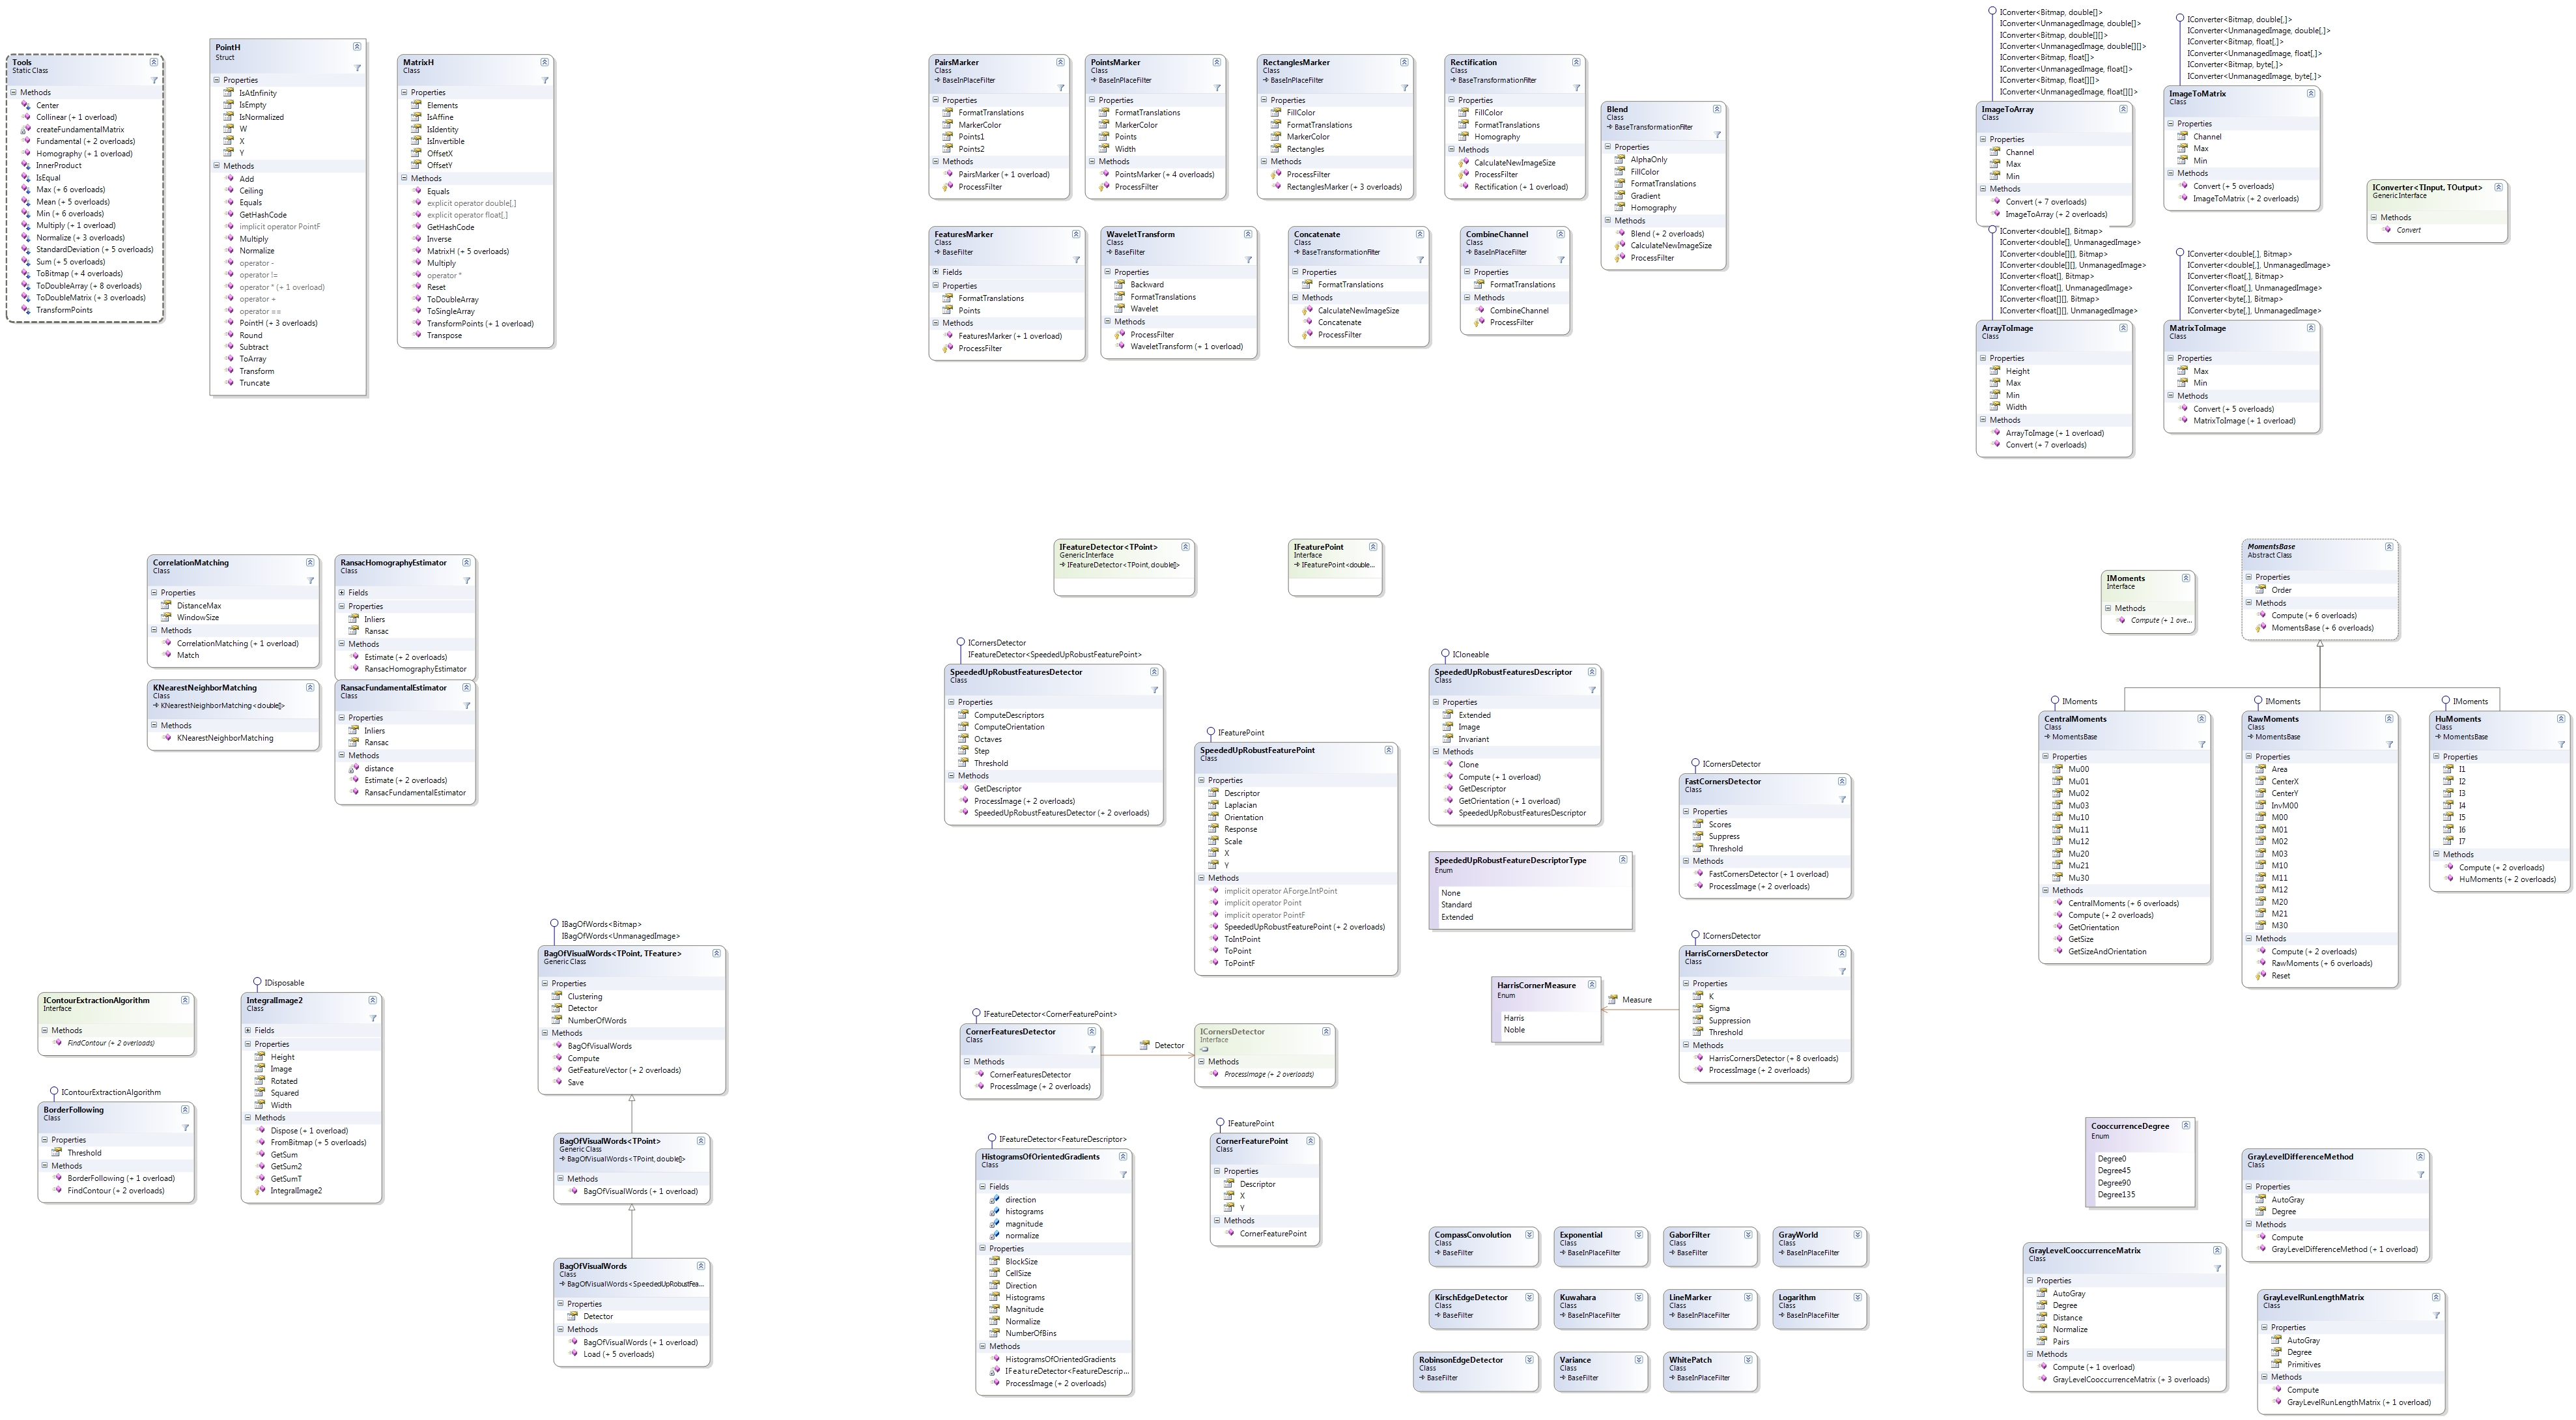 Tools
Static Class
Methods
Center
Collinear (+ 1 overload)
createFundamentalMatrix
Fundamental (+ 2 overloads)
Homography (+ 1 overload)
InnerProduct
IsEqual
Max (+ 6 overloads)
Mean (+ 5 overloads)
Min (+ 6 overloads)
Multiply (+ 1 overload)
Normalize (+ 3 overloads)
StandardDeviation (+ 5 overloads)
Sum (+ 5 overloads)
ToBitmap (+ 4 overloads)
ToDoubleArray (+ 8 overloads)
ToDoubleMatrix (+ 3 overloads)
TransformPoints
PointH
Struct
Properties
IsAtInfinity
IsEmpty
IsNormalized
W
X
Y
Methods
Add
Ceiling
Equals
GetHashCode
implicit operator PointF
Multiply
Normalize
operator -
operator !=
operator * (+ 1 overload)
operator +
operator ==
PointH (+ 3 overloads)
Round
Subtract
ToArray
Transform
Truncate
MatrixH
Class
Properties
Elements
IsAffine
IsIdentity
IsInvertible
OffsetX
OffsetY
Methods
Equals
explicit operator double[,]
explicit operator float[,]
GetHashCode
Inverse
MatrixH (+ 5 overloads)
Multiply
operator *
Reset
ToDoubleArray
ToSingleArray
TransformPoints (+ 1 overload)
Transpose
PairsMarker
Class
BaseInPlaceFilter
Properties
FormatTranslations
MarkerColor
Points1
Points2
Methods
PairsMarker (+ 1 overload)
ProcessFilter
PointsMarker
Class
BaseInPlaceFilter
Properties
FormatTranslations
MarkerColor
Points
Width
Methods
PointsMarker (+ 4 overloads)
ProcessFilter
RectanglesMarker
Class
BaseInPlaceFilter
Properties
FillColor
FormatTranslations
MarkerColor
Rectangles
Methods
ProcessFilter
RectanglesMarker (+ 3 overloads)
Rectification
Class
BaseTransformationFilter
Properties
FillColor
FormatTranslations
Homography
Methods
CalculateNewImageSize
ProcessFilter
Rectification (+ 1 overload)
Blend
Class
BaseTransformationFilter
Properties
AlphaOnly
FillColor
FormatTranslations
Gradient
Homography
Methods
Blend (+ 2 overloads)
CalculateNewImageSize
ProcessFilter
FeaturesMarker
Class
BaseFilter
Fields
Properties
FormatTranslations
Points
Methods
FeaturesMarker (+ 1 overload)
ProcessFilter
WaveletTransform
Class
BaseFilter
Properties
Backward
FormatTranslations
Wavelet
Methods
ProcessFilter
WaveletTransform (+ 1 overload)
Concatenate
Class
BaseTransformationFilter
Properties
FormatTranslations
Methods
CalculateNewImageSize
Concatenate
ProcessFilter
CombineChannel
Class
BaseInPlaceFilter
Properties
FormatTranslations
Methods
CombineChannel
ProcessFilter
IConverter<Bitmap, double[]>
IConverter<UnmanagedImage, double[]>
IConverter<Bitmap, double[][]>
IConverter<UnmanagedImage, double[][]>
IConverter<Bitmap, float[]>
IConverter<UnmanagedImage, float[]>
IConverter<Bitmap, float[][]>
IConverter<UnmanagedImage, float[][]>
ImageToArray
Class
Properties
Channel
Max
Min
Methods
Convert (+ 7 overloads)
ImageToArray (+ 2 overloads)
IConverter<Bitmap, double[,]>
IConverter<UnmanagedImage, double[,]>
IConverter<Bitmap, float[,]>
IConverter<UnmanagedImage, float[,]>
IConverter<Bitmap, byte[,]>
IConverter<UnmanagedImage, byte[,]>
ImageToMatrix
Class
Properties
Channel
Max
Min
Methods
Convert (+ 5 overloads)
ImageToMatrix (+ 2 overloads)
IConverter<TInput, TOutput>
Generic Interface
Methods
Convert
IConverter<double[], Bitmap>
IConverter<double[], UnmanagedImage>
IConverter<double[][], Bitmap>
IConverter<double[][], UnmanagedImage>
IConverter<float[], Bitmap>
IConverter<float[], UnmanagedImage>
IConverter<float[][], Bitmap>
IConverter<float[][], UnmanagedImage>
ArrayToImage
Class
Properties
Height
Max
Min
Width
Methods
ArrayToImage (+ 1 overload)
Convert (+ 7 overloads)
IConverter<double[,], Bitmap>
IConverter<double[,], UnmanagedImage>
IConverter<float[,], Bitmap>
IConverter<float[,], UnmanagedImage>
IConverter<byte[,], Bitmap>
IConverter<byte[,], UnmanagedImage>
MatrixToImage
Class
Properties
Max
Min
Methods
Convert (+ 5 overloads)
MatrixToImage (+ 1 overload)
CorrelationMatching
Class
Properties
DistanceMax
WindowSize
Methods
CorrelationMatching (+ 1 overload)
Match
RansacHomographyEstimator
Class
Fields
Properties
Inliers
Ransac
Methods
Estimate (+ 2 overloads)
RansacHomographyEstimator
KNearestNeighborMatching
Class
KNearestNeighborMatching<double[]>
Methods
KNearestNeighborMatching
RansacFundamentalEstimator
Class
Properties
Inliers
Ransac
Methods
distance
Estimate (+ 2 overloads)
RansacFundamentalEstimator
IFeatureDetector<TPoint>
Generic Interface
IFeatureDetector<TPoint, double[]>
IFeaturePoint
Interface
IFeaturePoint<double...
ICornersDetector
IFeatureDetector<SpeededUpRobustFeaturePoint>
SpeededUpRobustFeaturesDetector
Class
Properties
ComputeDescriptors
ComputeOrientation
Octaves
Step
Threshold
Methods
GetDescriptor
ProcessImage (+ 2 overloads)
SpeededUpRobustFeaturesDetector (+ 2 overloads)
IFeaturePoint
SpeededUpRobustFeaturePoint
Class
Properties
Descriptor
Laplacian
Orientation
Response
Scale
X
Y
Methods
implicit operator AForge.IntPoint
implicit operator Point
implicit operator PointF
SpeededUpRobustFeaturePoint (+ 2 overloads)
ToIntPoint
ToPoint
ToPointF
ICloneable
SpeededUpRobustFeaturesDescriptor
Class
Properties
Extended
Image
Invariant
Methods
Clone
Compute (+ 1 overload)
GetDescriptor
GetOrientation (+ 1 overload)
SpeededUpRobustFeaturesDescriptor
SpeededUpRobustFeatureDescriptorType
Enum
None
Standard
Extended
ICornersDetector
FastCornersDetector
Class
Properties
Scores
Suppress
Threshold
Methods
FastCornersDetector (+ 1 overload)
ProcessImage (+ 2 overloads)
ICornersDetector
HarrisCornersDetector
Class
Properties
K
Sigma
Suppression
Threshold
Methods
HarrisCornersDetector (+ 8 overloads)
ProcessImage (+ 2 overloads)
Measure
HarrisCornerMeasure
Enum
Harris
Noble
IMoments
Interface
Methods
Compute (+ 1 ove...
MomentsBase
Abstract Class
Properties
Order
Methods
Compute (+ 6 overloads)
MomentsBase (+ 6 overloads)
IMoments
CentralMoments
Class
MomentsBase
Properties
Mu00
Mu01
Mu02
Mu03
Mu10
Mu11
Mu12
Mu20
Mu21
Mu30
Methods
CentralMoments (+ 6 overloads)
Compute (+ 2 overloads)
GetOrientation
GetSize
GetSizeAndOrientation
IMoments
RawMoments
Class
MomentsBase
Properties
Area
CenterX
CenterY
InvM00
M00
M01
M02
M03
M10
M11
M12
M20
M21
M30
Methods
Compute (+ 2 overloads)
RawMoments (+ 6 overloads)
Reset
IMoments
HuMoments
Class
MomentsBase
Properties
I1
I2
I3
I4
I5
I6
I7
Methods
Compute (+ 2 overloads)
HuMoments (+ 2 overloads)
IContourExtractionAlgorithm
Interface
Methods
FindContour (+ 2 overloads)
IContourExtractionAlgorithm
BorderFollowing
Class
Properties
Threshold
Methods
BorderFollowing (+ 1 overload)
FindContour (+ 2 overloads)
IDisposable
IntegralImage2
Class
Fields
Properties
Height
Image
Rotated
Squared
Width
Methods
Dispose (+ 1 overload)
FromBitmap (+ 5 overloads)
GetSum
GetSum2
GetSumT
IntegralImage2
IBagOfWords<Bitmap>
IBagOfWords<UnmanagedImage>
BagOfVisualWords<TPoint, TFeature>
Generic Class
Properties
Clustering
Detector
NumberOfWords
Methods
BagOfVisualWords
Compute
GetFeatureVector (+ 2 overloads)
Save
BagOfVisualWords<TPoint>
Generic Class
BagOfVisualWords<TPoint, double[]>
Methods
BagOfVisualWords (+ 1 overload)
BagOfVisualWords
Class
BagOfVisualWords<SpeededUpRobustFea...
Properties
Detector
Methods
BagOfVisualWords (+ 1 overload)
Load (+ 5 overloads)
IFeatureDetector<CornerFeaturePoint>
CornerFeaturesDetector
Class
Methods
CornerFeaturesDetector
ProcessImage (+ 2 overloads)
Detector
ICornersDetector
Interface
Methods
ProcessImage (+ 2 overloads)
IFeatureDetector<FeatureDescriptor>
HistogramsOfOrientedGradients
Class
Fields
direction
histograms
magnitude
normalize
Properties
BlockSize
CellSize
Direction
Histograms
Magnitude
Normalize
NumberOfBins
Methods
HistogramsOfOrientedGradients
IFeatureDetector<FeatureDescrip...
ProcessImage (+ 2 overloads)
IFeaturePoint
CornerFeaturePoint
Class
Properties
Descriptor
X
Y
Methods
CornerFeaturePoint
CompassConvolution
Class
BaseFilter
Exponential
Class
BaseInPlaceFilter
GaborFilter
Class
BaseFilter
GrayWorld
Class
BaseInPlaceFilter
KirschEdgeDetector
Class
BaseFilter
Kuwahara
Class
BaseInPlaceFilter
LineMarker
Class
BaseInPlaceFilter
Logarithm
Class
BaseInPlaceFilter
RobinsonEdgeDetector
Class
BaseFilter
Variance
Class
BaseFilter
WhitePatch
Class
BaseInPlaceFilter
CooccurrenceDegree
Enum
Degree0
Degree45
Degree90
Degree135
GrayLevelDifferenceMethod
Class
Properties
AutoGray
Degree
Methods
Compute
GrayLevelDifferenceMethod (+ 1 overload)
GrayLevelCooccurrenceMatrix
Class
Properties
AutoGray
Degree
Distance
Normalize
Pairs
Methods
Compute (+ 1 overload)
GrayLevelCooccurrenceMatrix (+ 3 overloads)
GrayLevelRunLengthMatrix
Class
Properties
AutoGray
Degree
Primitives
Methods
Compute
GrayLevelRunLengthMatrix (+ 1 overload)